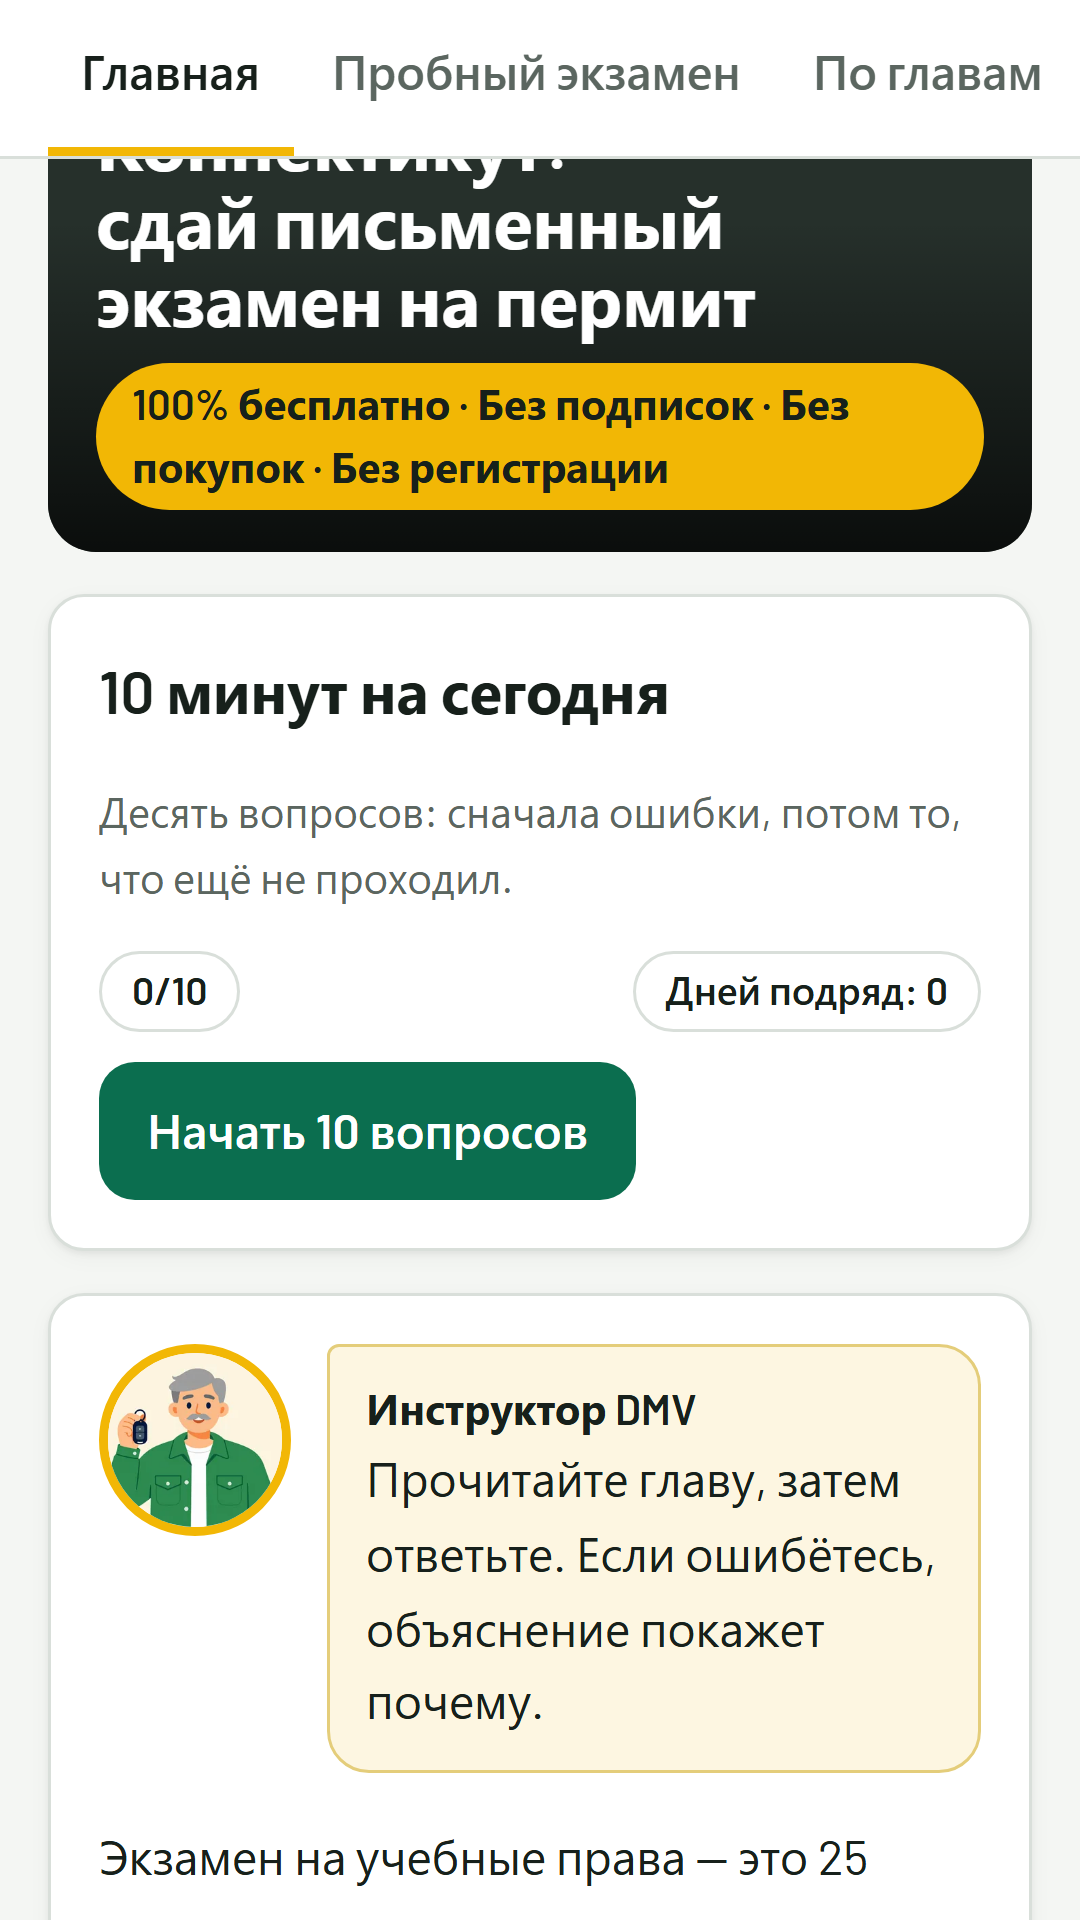 Главная Пробный экзамен По главам
Коннектикут:
сдай письменный
экзамен на пермит
100% бесплатно · Без подписок · Без
покупок · Без регистрации
10 минут на сегодня
Десять вопросов: сначала ошибки, потом то,
что ещё не проходил.
0/10 Дней подряд: 0
Начать 10 вопросов
Инструктор DMV
Прочитайте главу, затем
ответьте. Если ошибётесь,
объяснение покажет
почему.
Экзамен на учебные права — это 25